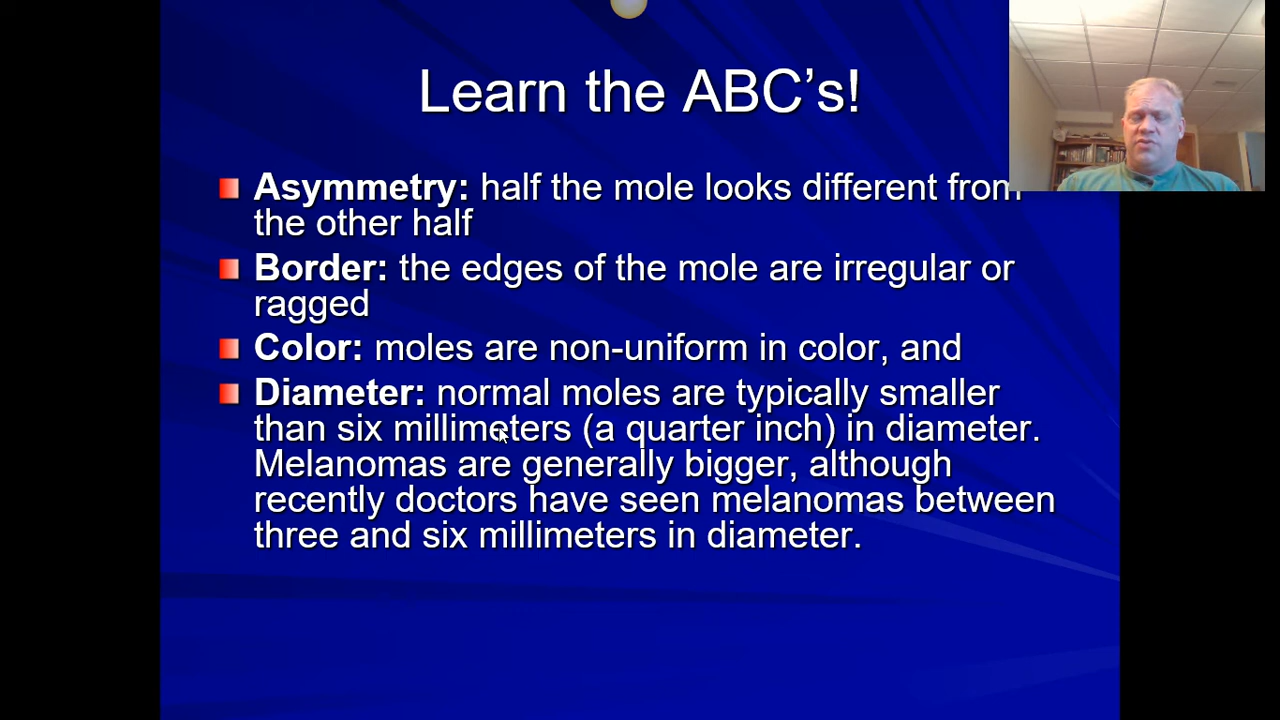 Learn the ABC’s!
Asymmetry: half the mole looks different from
the other half
Border: the edges of the mole are irregular or
ragged
Color: moles are non-uniform in color, and
Diameter: normal moles are typically smaller
than six millimeters (a quarter inch) in diameter.
Melanomas are generally bigger, although
recently doctors have seen melanomas between
three and six millimeters in diameter.